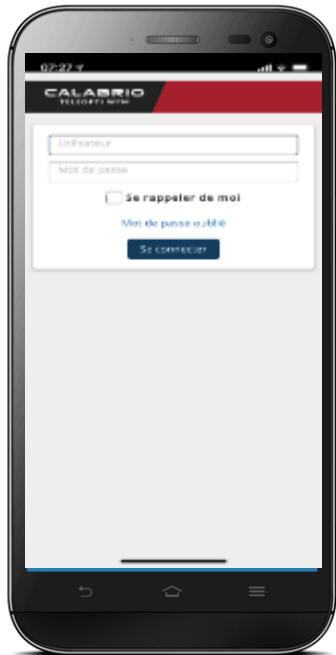 07:27
CALABRIO
TELEOPTI WFM
Utilisateur
Mot de passe
Se rappeler de moi
Mot de passe oublié
Se connecter